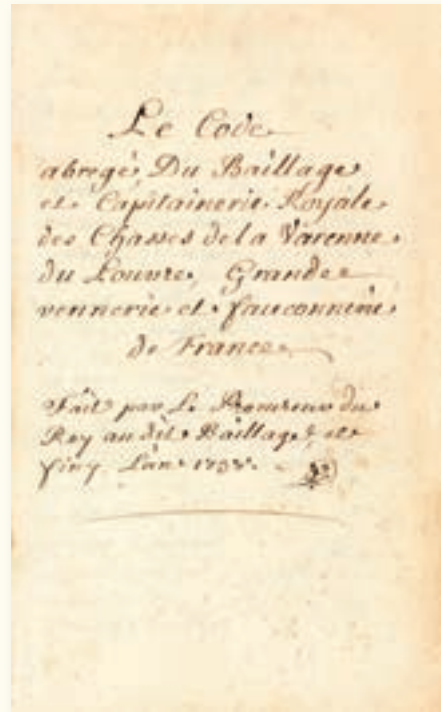 Le Code
abregé Du Baillage
et Capitainerie Royale
des Chasses de la Varenne
du Louvre, Grande
vennerie et fauconnerie
de France
Fait par Le Procureur du
Roy au dit Baillage, et
finy L'an